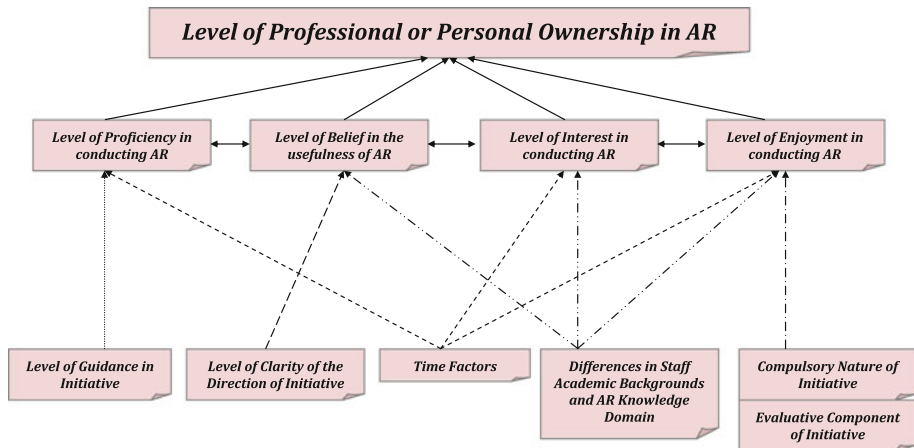 Level of Professional or Personal Ownership in AR
Level of Proficiency in
conducting AR
Level of Belief in the
usefulness of AR
Level of Interest in
conducting AR
Level of Enjoyment in
conducting AR
Level of Guidance in
Initiative
Level of Clarity of the
Direction of Initiative
Time Factors
Differences in Staff
Academic Backgrounds
and AR Knowledge
Domain
Compulsory Nature of
Initiative
Evaluative Component
of Initiative